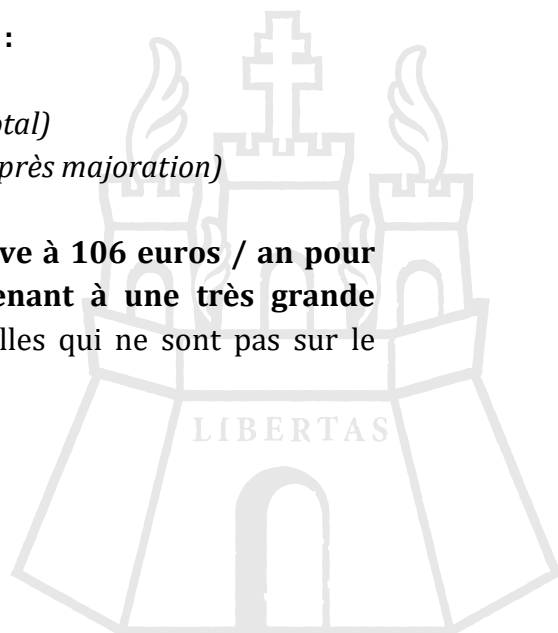 :
otal)
près majoration)
ve à 106 euros / an pour
enant à une très grande
lles qui ne sont pas sur le
LIBERTAS